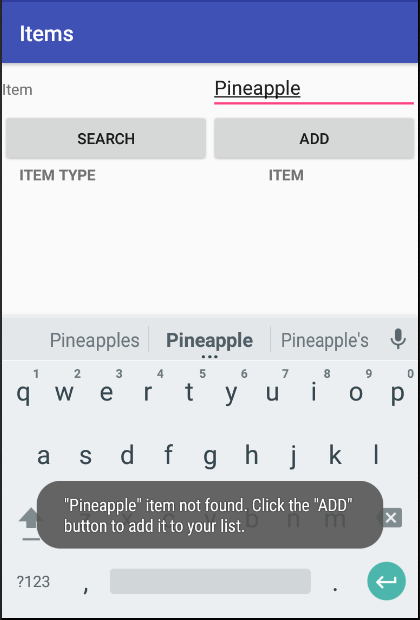 Items
Item Pineapple
SEARCH ADD
ITEM TYPE ITEM
Pineapples Pineapple Pineapple's
1 2 3 4 5 6 7 8 9 0
q w e r t y u i o p
a s d f g h j k l
"Pineapple" item not found. Click the "ADD"
button to add it to your list.
?123 , .